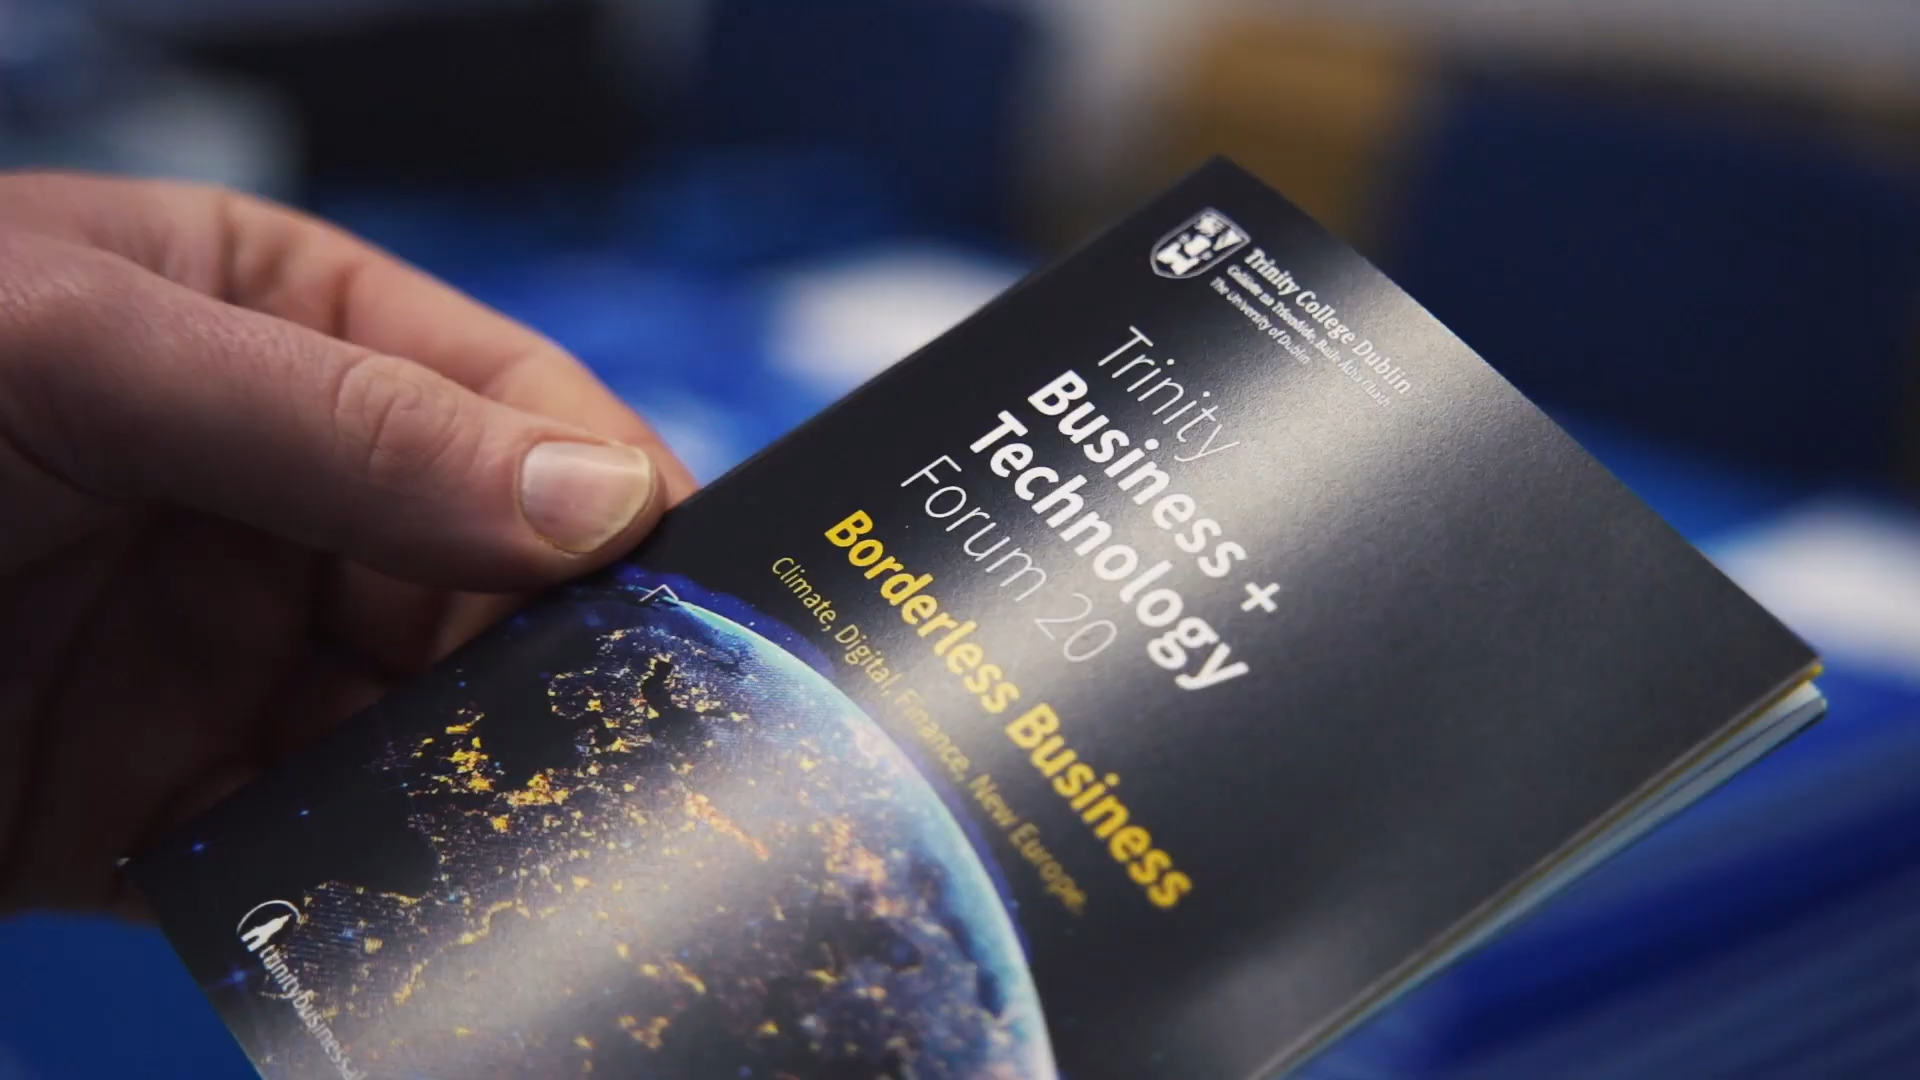 Trinity College Dublin
Coláiste na Tríonóide, Baile Átha Cliath
The University of Dublin
Trinity
Business +
Technology
Forum 20
Borderless Business
Climate, Digital, Finance, New Europe.